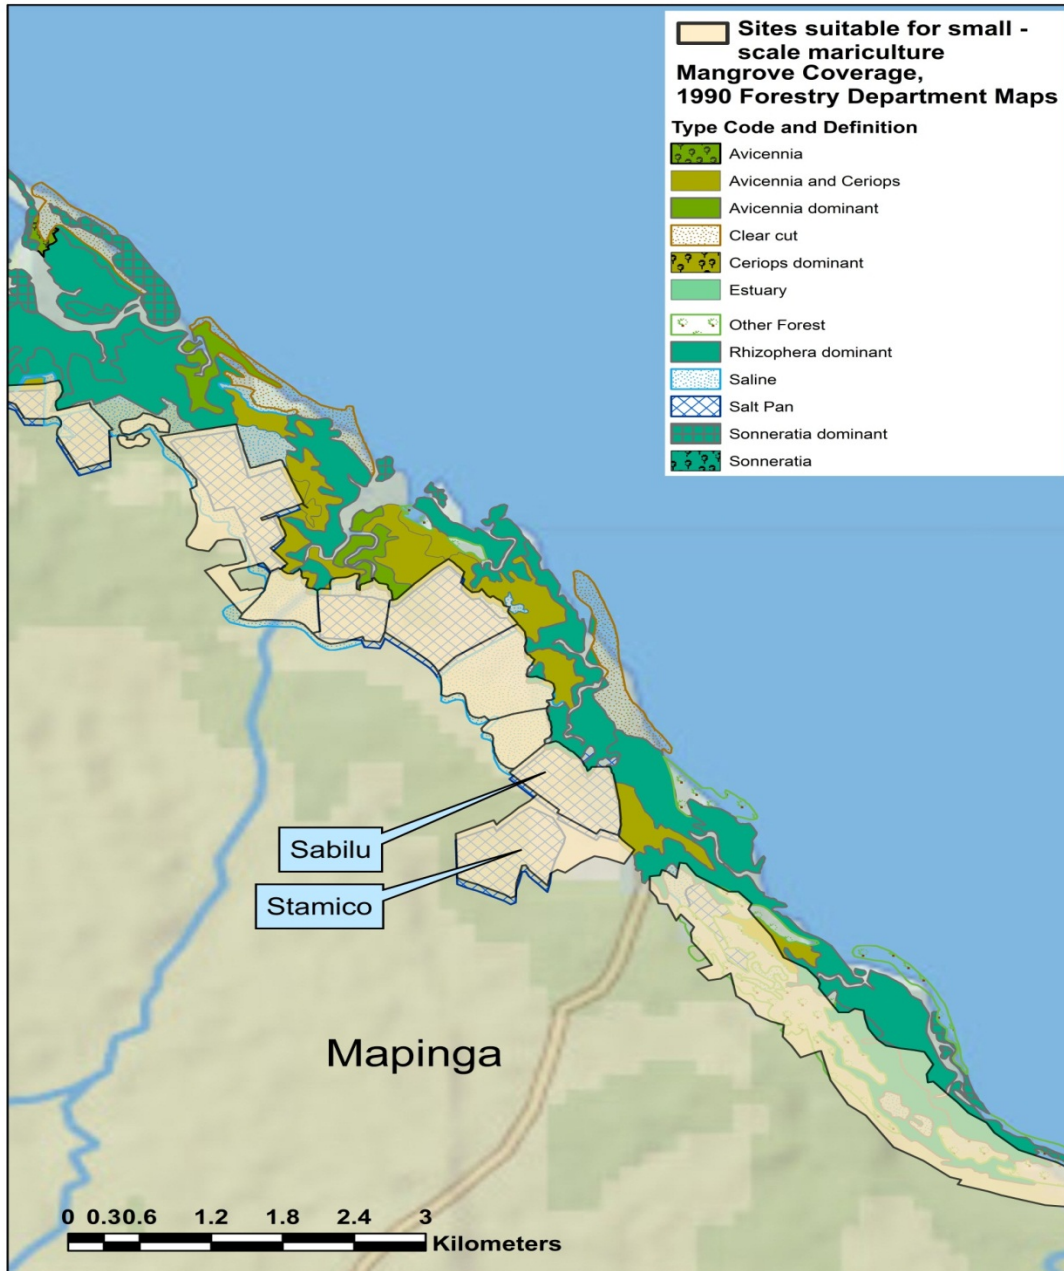 Sites suitable for small -
scale mariculture
Mangrove Coverage,
1990 Forestry Department Maps
Type Code and Definition
Avicennia
Avicennia and Ceriops
Avicennia dominant
Clear cut
Ceriops dominant
Estuary
Other Forest
Rhizophera dominant
Saline
Salt Pan
Sonneratia dominant
Sonneratia
Sabilu
Stamico
Mapinga
0 0.30.6 1.2 1.8 2.4 3
Kilometers